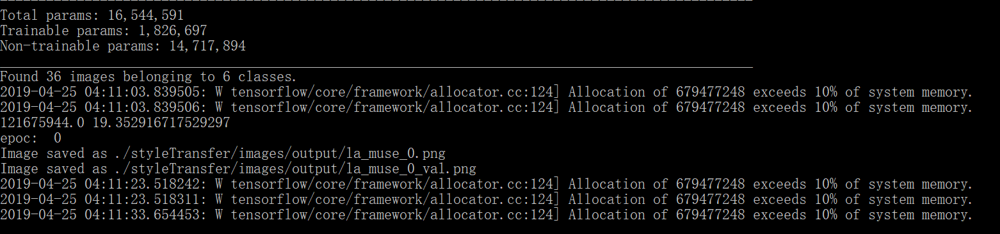 Total params: 16,544,591
Trainable params: 1,826,697
Non-trainable params: 14,717,894
Found 36 images belonging to 6 classes.
2019-04-25 04:11:03.839505: W tensorflow/core/framework/allocator.cc:124] Allocation of 679477248 exceeds 10% of system memory.
2019-04-25 04:11:03.839506: W tensorflow/core/framework/allocator.cc:124] Allocation of 679477248 exceeds 10% of system memory.
121675944.0 19.352916717529297
epoc:  0
Image saved as ./styleTransfer/images/output/la_muse_0.png
Image saved as ./styleTransfer/images/output/la_muse_0_val.png
2019-04-25 04:11:23.518242: W tensorflow/core/framework/allocator.cc:124] Allocation of 679477248 exceeds 10% of system memory.
2019-04-25 04:11:23.518311: W tensorflow/core/framework/allocator.cc:124] Allocation of 679477248 exceeds 10% of system memory.
2019-04-25 04:11:33.654453: W tensorflow/core/framework/allocator.cc:124] Allocation of 679477248 exceeds 10% of system memory.